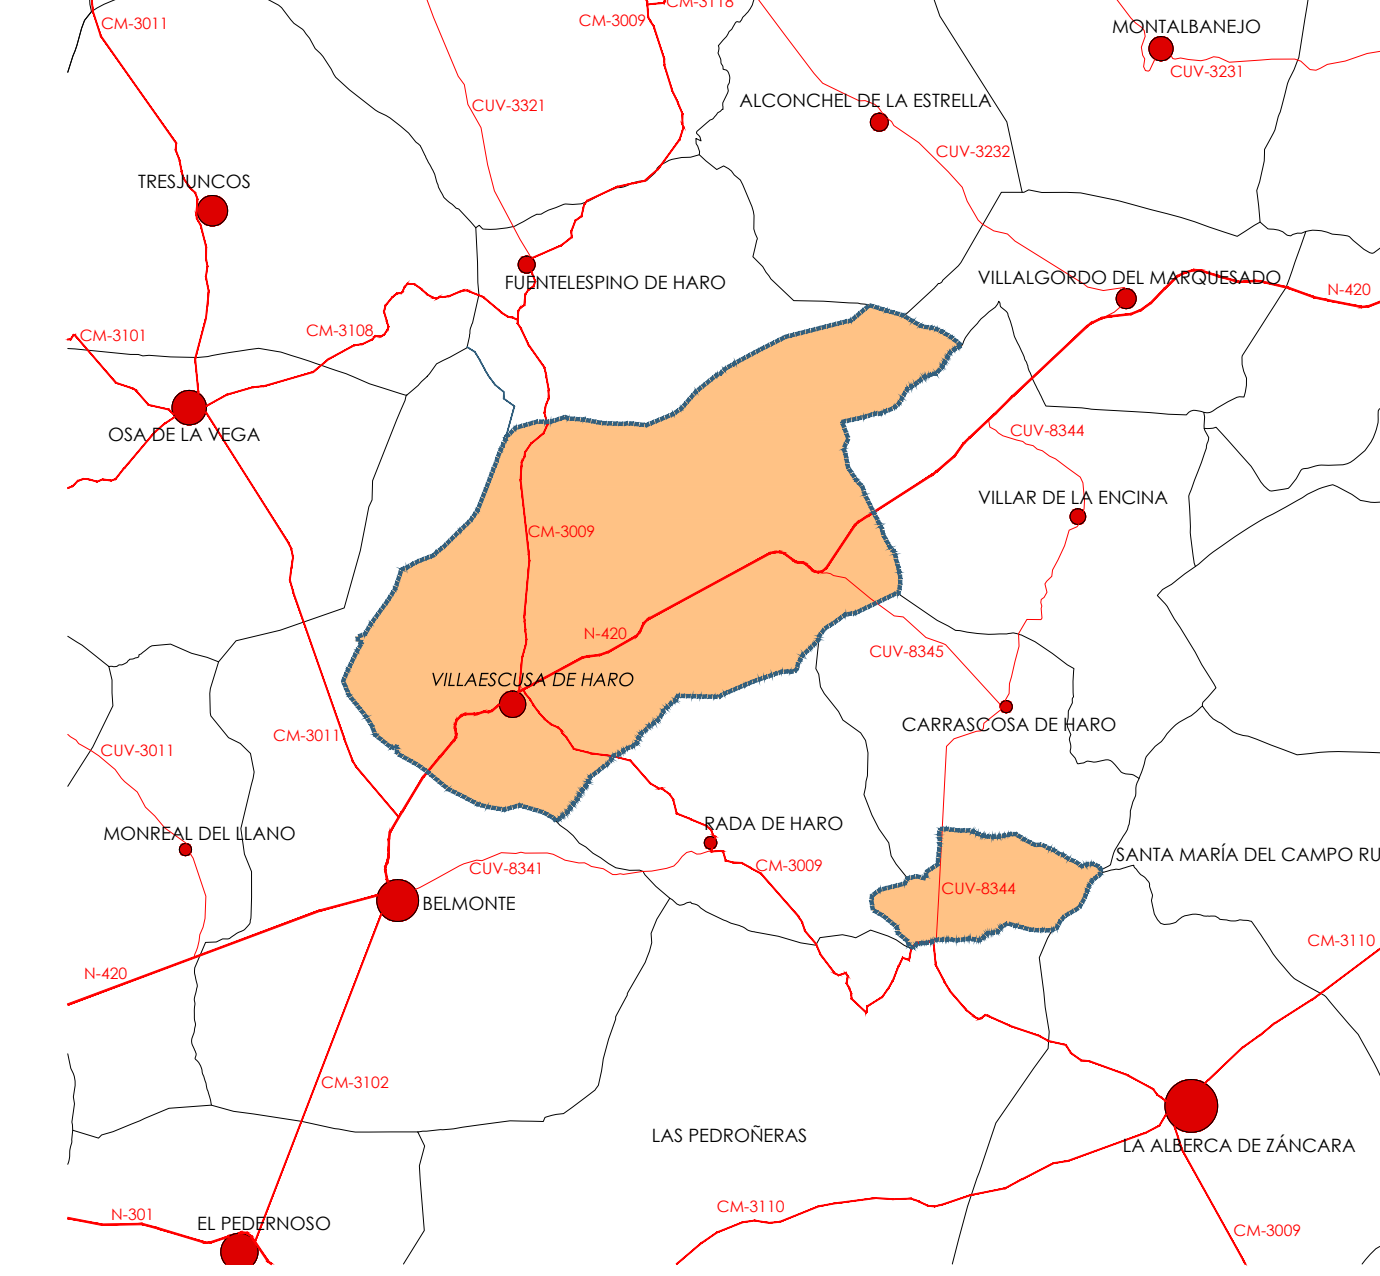 CM-3118
CM-3011
CM-3009
MONTALBANEJO
CUV-3231
CUV-3321
ALCONCHEL DE LA ESTRELLA
CUV-3232
TRESJUNCOS
FUENTELESPINO DE HARO
VILLALGORDO DEL MARQUESADO
N-420
CM-3101
CM-3108
OSA DE LA VEGA
CUV-8344
VILLAR DE LA ENCINA
CM-3009
N-420
CUV-8345
VILLAESCUSA DE HARO
CARRASCOSA DE HARO
CM-3011
CUV-3011
RADA DE HARO
MONREAL DEL LLANO
SANTA MARÍA DEL CAMPO RU
CUV-8341
CM-3009
CUV-8344
BELMONTE
CM-3110
N-420
CM-3102
LAS PEDROÑERAS
LA ALBERCA DE ZÁNCARA
CM-3110
N-301
EL PEDERNOSO
CM-3009